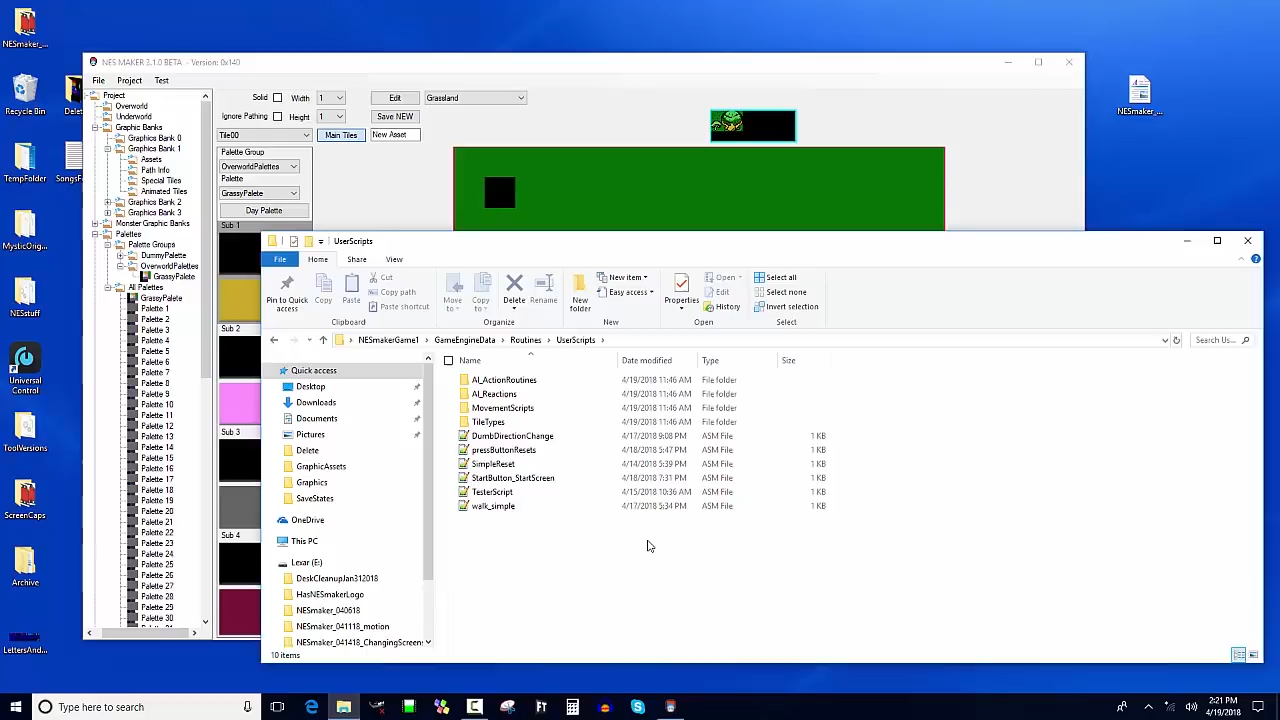 NESmaker_...
Recycle Bin
Delet
TempFolder
SongsF
MysticOrig...
NEStuff
Universal
Control
ToolVersions
ScreenCaps
Archive
LettersAnd...
NESmaker_...
NES MAKER 3.1.0 BETA - Version: 0x140
File Project Test
Project
Overworld
Underworld
Graphic Banks
Graphics Bank 0
Graphics Bank 1
Assets
Path Info
Special Tiles
Animated Tiles
Graphics Bank 2
Graphics Bank 3
Monster Graphic Banks
Palettes
Palette Groups
DummyPalette
OverworldPalettes
GrassyPalete
All Palettes
GrassyPalete
Palette 1
Palette 2
Palette 3
Palette 4
Palette 5
Palette 6
Palette 7
Palette 8
Palette 9
Palette 10
Palette 11
Palette 12
Palette 13
Palette 14
Palette 15
Palette 16
Palette 17
Palette 18
Palette 19
Palette 20
Palette 21
Palette 22
Palette 23
Palette 24
Palette 25
Palette 26
Palette 27
Palette 28
Palette 29
Palette 30
Solid Width 1 Edit Grassland
Ignore Pathing Height 1 Save NEW
Tile00 Main Tiles New Asset
Palette Group
OverworldPalettes
Palette
GrassyPalete
Day Palette
Sub 1
Sub 2
Sub 3
Sub 4
UserScripts
File Home Share View
Pin to Quick
access
Copy
Paste
Cut
Copy path
Paste shortcut
Clipboard
Move
to
Copy
to
Delete
Rename
Organize
New
folder
New item
Easy access
New
Properties
Open
Edit
History
Open
Select all
Select none
Invert selection
Select
NESmakerGame1 GameEngineData Routines UserScripts
Search Us...
Quick access
Desktop
Downloads
Documents
Pictures
Delete
GraphicAssets
Graphics
SaveStates
OneDrive
This PC
Lexar (E:)
DeskCleanupJan312018
HasNESmakerLogo
NESmaker_040618
NESmaker_041118_motion
NESmaker_041418_ChangingScreen
Name Date modified Type Size
AI_ActionRoutines 4/19/2018 11:46 AM File folder
AI_Reactions 4/19/2018 11:46 AM File folder
MovementScripts 4/19/2018 11:46 AM File folder
TileTypes 4/19/2018 11:46 AM File folder
DumbDirectionChange 4/17/2018 9:08 PM ASM File 1 KB
pressButtonResets 4/18/2018 5:47 PM ASM File 1 KB
SimpleReset 4/14/2018 5:39 PM ASM File 1 KB
StartButton_StartScreen 4/18/2018 7:31 PM ASM File 1 KB
TesterScript 4/15/2018 10:36 AM ASM File 1 KB
walk_simple 4/17/2018 5:34 PM ASM File 1 KB
10 items
Type here to search
2:21 PM
4/19/2018